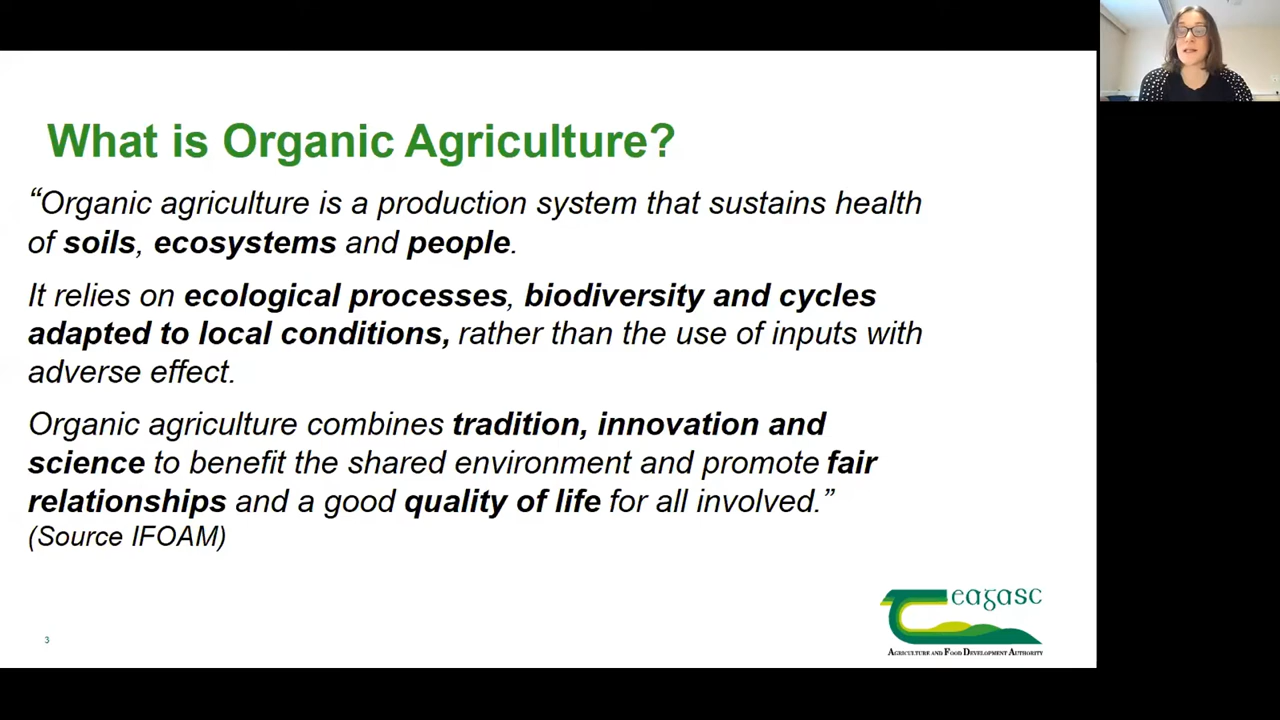 What is Organic Agriculture?
“Organic agriculture is a production system that sustains health
of soils, ecosystems and people.
It relies on ecological processes, biodiversity and cycles
adapted to local conditions, rather than the use of inputs with
adverse effect.
Organic agriculture combines tradition, innovation and
science to benefit the shared environment and promote fair
relationships and a good quality of life for all involved.”
(Source IFOAM)
eagasc
AGRICULTURE AND FOOD DEVELOPMENT AUTHORITY
3